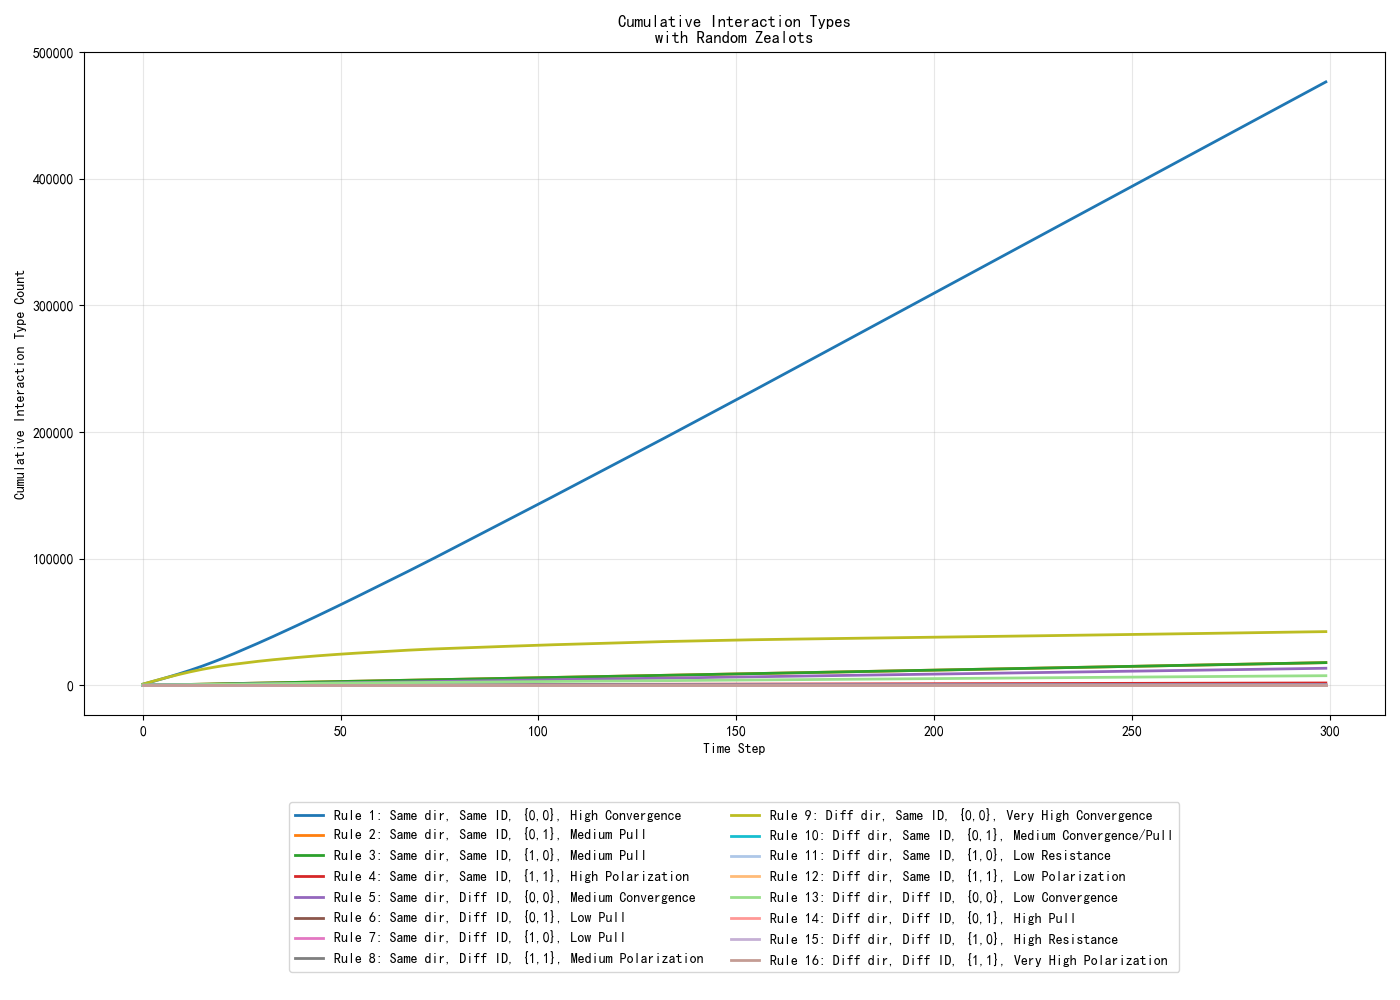 Cumulative Interaction Types
with Random Zealots
Cumulative Interaction Type Count
500000
400000
300000
200000
100000
0
0
50
100
150
200
250
300
Time Step
Rule 1: Same dir, Same ID, {0,0}, High Convergence
Rule 2: Same dir, Same ID, {0,1}, Medium Pull
Rule 3: Same dir, Same ID, {1,0}, Medium Pull
Rule 4: Same dir, Same ID, {1,1}, High Polarization
Rule 5: Same dir, Diff ID, {0,0}, Medium Convergence
Rule 6: Same dir, Diff ID, {0,1}, Low Pull
Rule 7: Same dir, Diff ID, {1,0}, Low Pull
Rule 8: Same dir, Diff ID, {1,1}, Medium Polarization
Rule 9: Diff dir, Same ID, {0,0}, Very High Convergence
Rule 10: Diff dir, Same ID, {0,1}, Medium Convergence/Pull
Rule 11: Diff dir, Same ID, {1,0}, Low Resistance
Rule 12: Diff dir, Same ID, {1,1}, Low Polarization
Rule 13: Diff dir, Diff ID, {0,0}, Low Convergence
Rule 14: Diff dir, Diff ID, {0,1}, High Pull
Rule 15: Diff dir, Diff ID, {1,0}, High Resistance
Rule 16: Diff dir, Diff ID, {1,1}, Very High Polarization